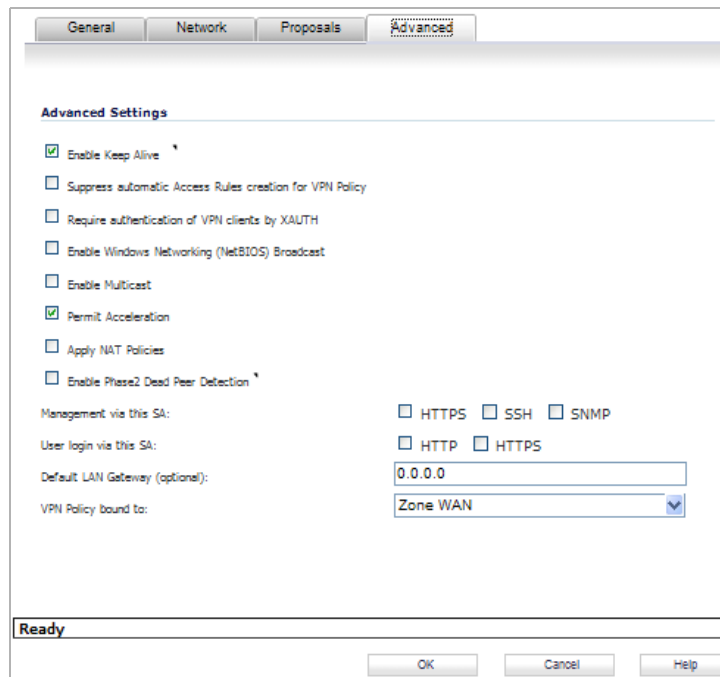 General Network Proposals Advanced
Advanced Settings
Enable Keep Alive
Suppress automatic Access Rules creation for VPN Policy
Require authentication of VPN clients by XAUTH
Enable Windows Networking (NetBIOS) Broadcast
Enable Multicast
Permit Acceleration
Apply NAT Policies
Enable Phase2 Dead Peer Detection
Management via this SA: HTTPS SSH SNMP
User login via this SA: HTTP HTTPS
Default LAN Gateway (optional): 0.0.0.0
VPN Policy bound to: Zone WAN
Ready
OK Cancel Help